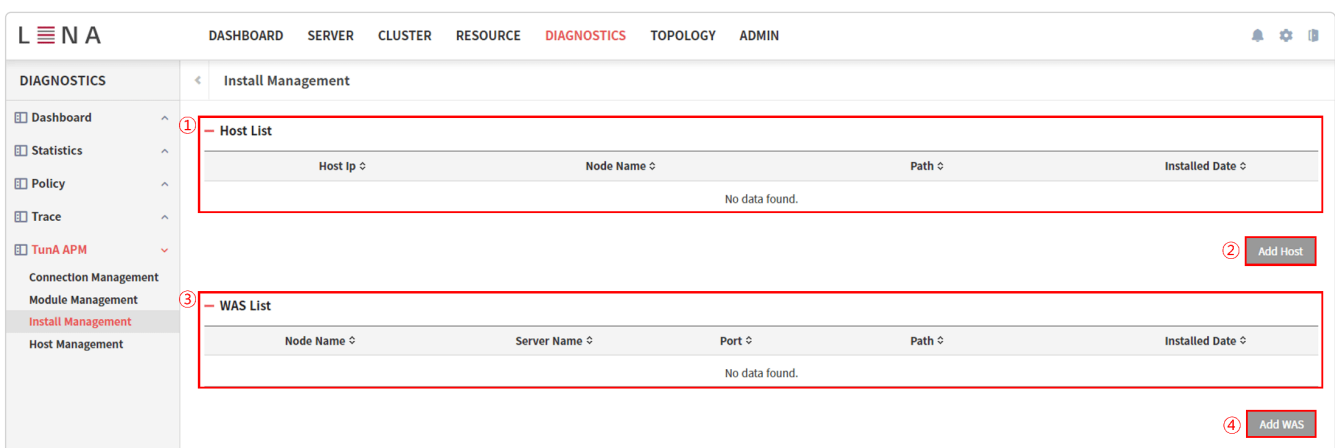 LENA
DASHBOARD SERVER CLUSTER RESOURCE DIAGNOSTICS TOPOLOGY ADMIN
DIAGNOSTICS
Dashboard
Statistics
Policy
Trace
TunA APM
Connection Management
Module Management
Install Management
Host Management
Install Management
① Host List
Host Ip Node Name Path Installed Date
No data found.
② Add Host
③ WAS List
Node Name Server Name Port Path Installed Date
No data found.
④ Add WAS